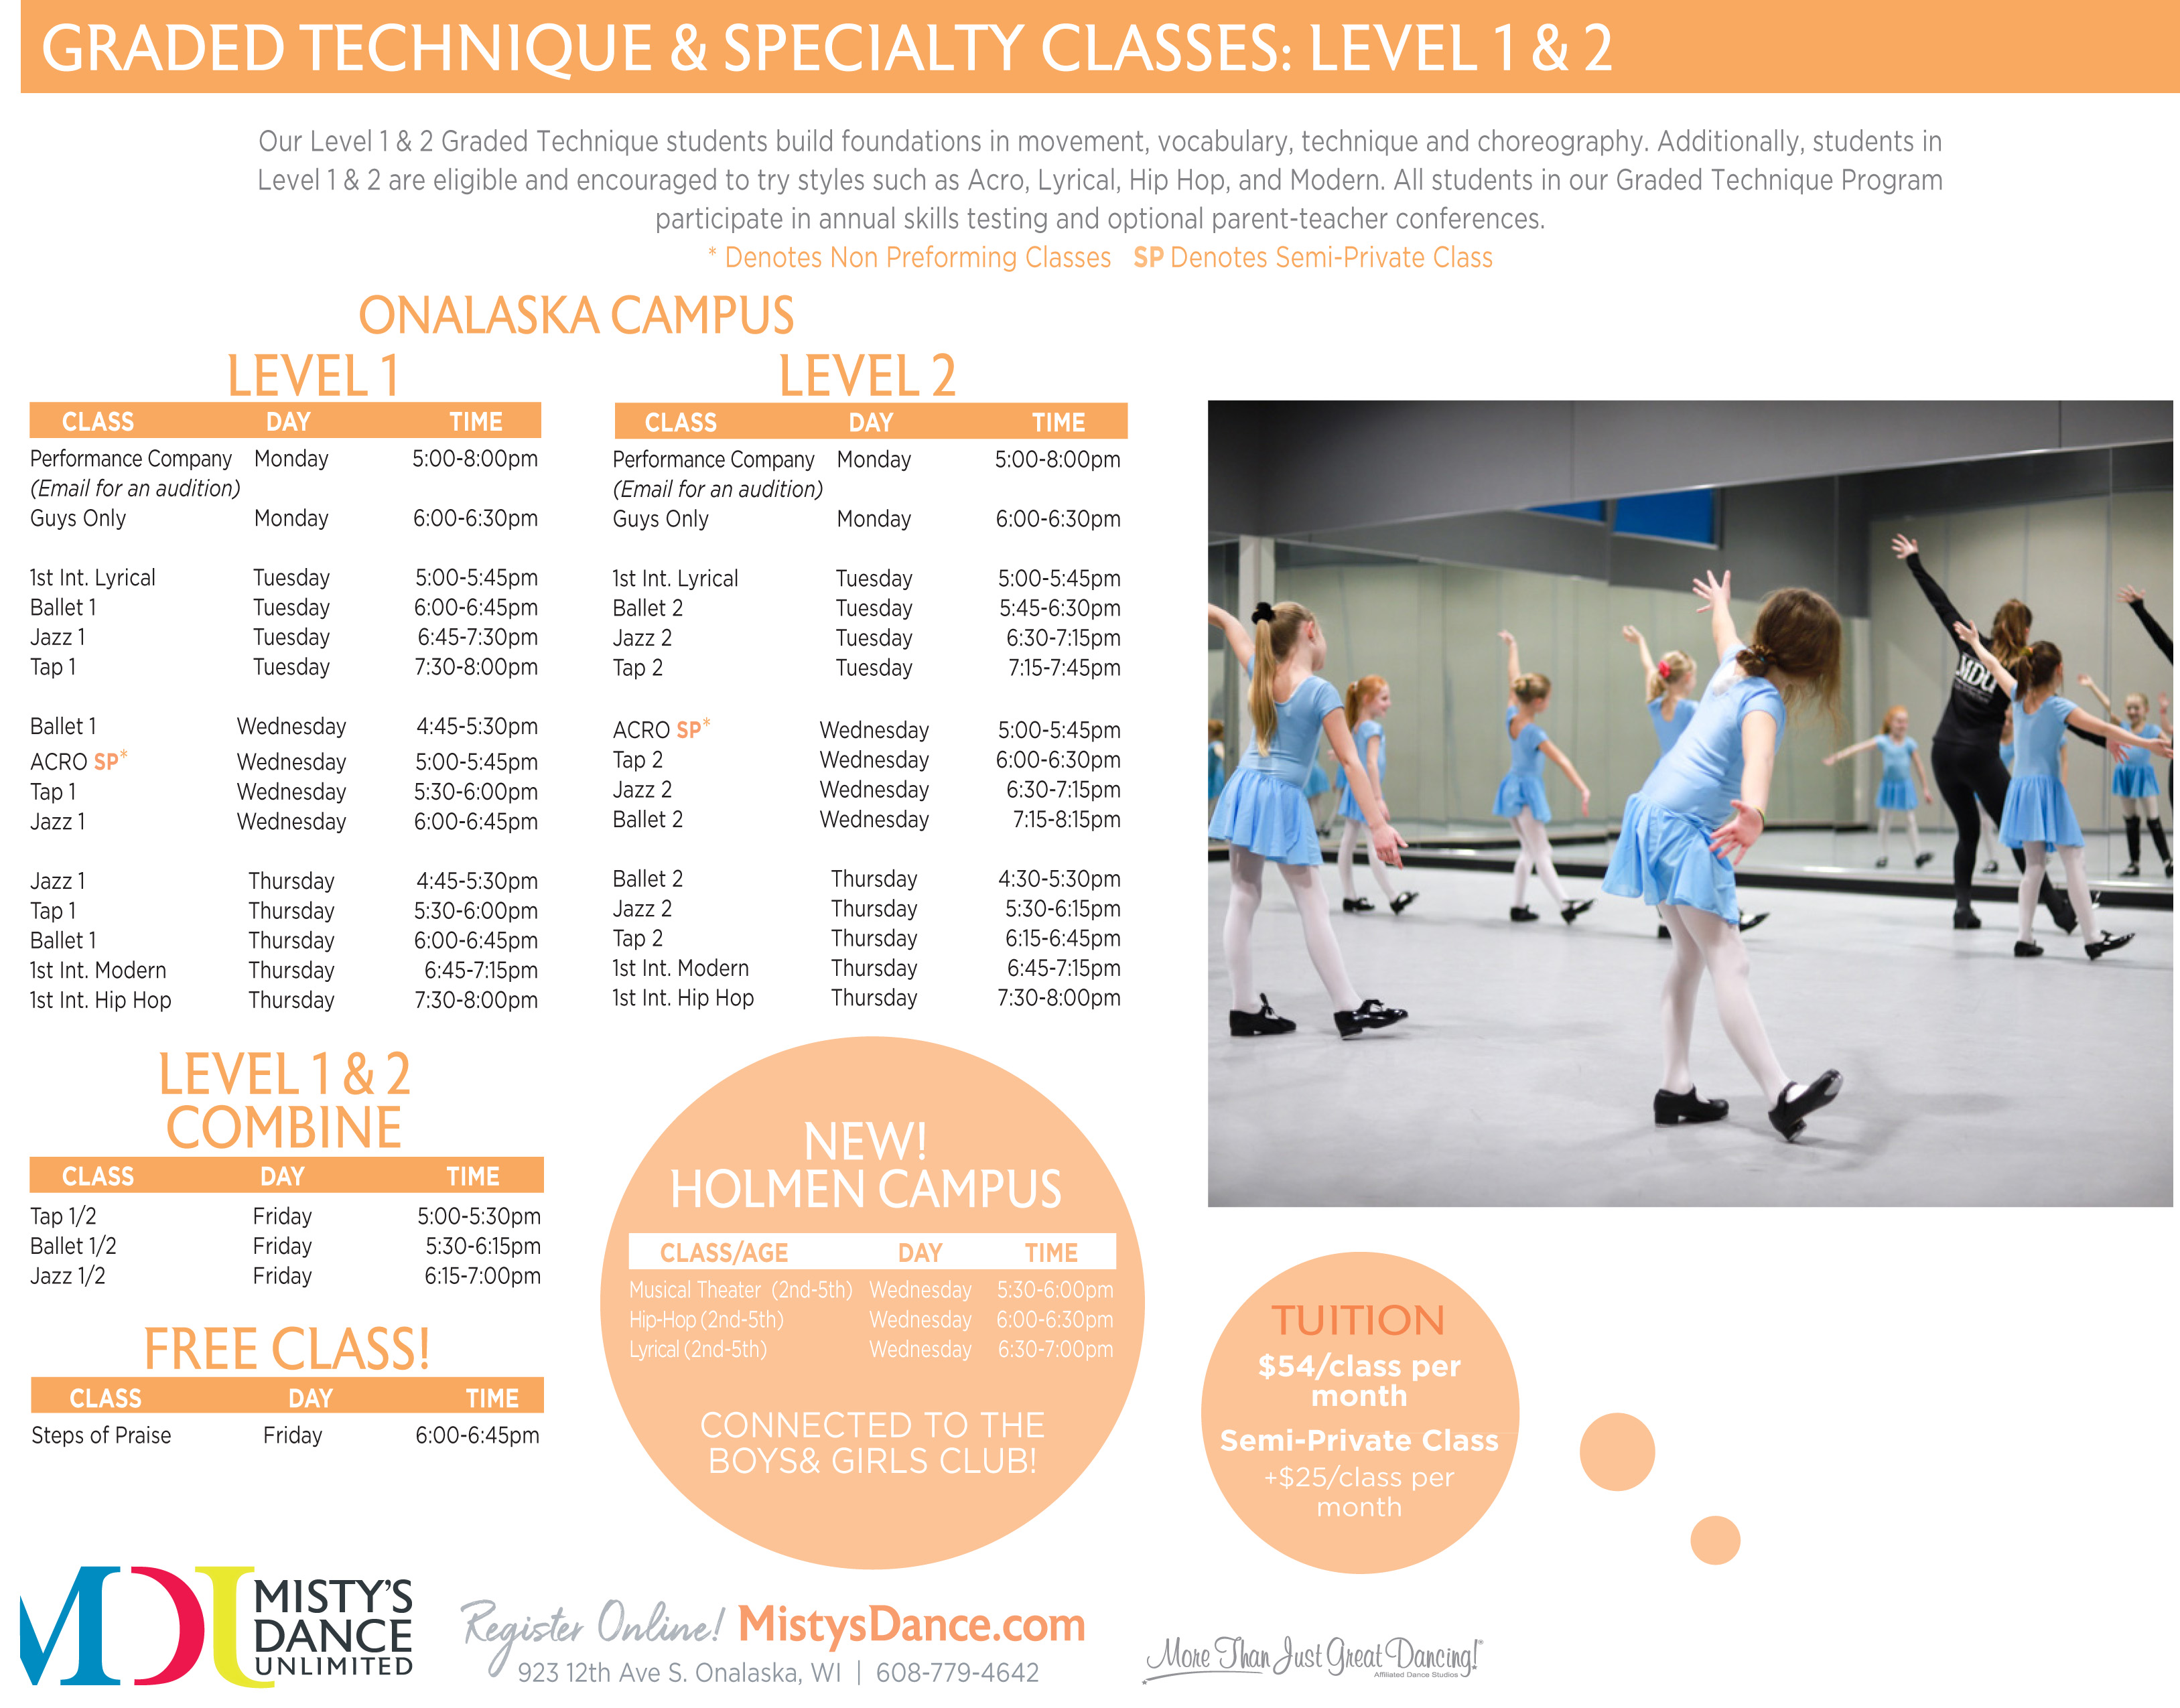 GRADED TECHNIQUE & SPECIALTY CLASSES: LEVEL 1 & 2
Our Level 1 & 2 Graded Technique students build foundations in movement, vocabulary, technique and choreography. Additionally, students in
Level 1 & 2 are eligible and encouraged to try styles such as Acro, Lyrical, Hip Hop, and Modern. All students in our Graded Technique Program
participate in annual skills testing and optional parent-teacher conferences.
* Denotes Non Preforming Classes SP Denotes Semi-Private Class
ONALASKA CAMPUS
LEVEL 1
CLASS DAY TIME
Performance Company Monday 5:00-8:00pm
(Email for an audition)
Guys Only Monday 6:00-6:30pm
1st Int. Lyrical Tuesday 5:00-5:45pm
Ballet 1 Tuesday 6:00-6:45pm
Jazz 1 Tuesday 6:45-7:30pm
Tap 1 Tuesday 7:30-8:00pm
Ballet 1 Wednesday 4:45-5:30pm
ACRO SP* Wednesday 5:00-5:45pm
Tap 1 Wednesday 5:30-6:00pm
Jazz 1 Wednesday 6:00-6:45pm
Jazz 1 Thursday 4:45-5:30pm
Tap 1 Thursday 5:30-6:00pm
Ballet 1 Thursday 6:00-6:45pm
1st Int. Modern Thursday 6:45-7:15pm
1st Int. Hip Hop Thursday 7:30-8:00pm
LEVEL 2
CLASS DAY TIME
Performance Company Monday 5:00-8:00pm
(Email for an audition)
Guys Only Monday 6:00-6:30pm
1st Int. Lyrical Tuesday 5:00-5:45pm
Ballet 2 Tuesday 5:45-6:30pm
Jazz 2 Tuesday 6:30-7:15pm
Tap 2 Tuesday 7:15-7:45pm
ACRO SP* Wednesday 5:00-5:45pm
Tap 2 Wednesday 6:00-6:30pm
Jazz 2 Wednesday 6:30-7:15pm
Ballet 2 Wednesday 7:15-8:15pm
Ballet 2 Thursday 4:30-5:30pm
Jazz 2 Thursday 5:30-6:15pm
Tap 2 Thursday 6:15-6:45pm
1st Int. Modern Thursday 6:45-7:15pm
1st Int. Hip Hop Thursday 7:30-8:00pm
MDU
LEVEL 1 & 2
COMBINE
CLASS DAY TIME
Tap 1/2 Friday 5:00-5:30pm
Ballet 1/2 Friday 5:30-6:15pm
Jazz 1/2 Friday 6:15-7:00pm
FREE CLASS!
CLASS DAY TIME
Steps of Praise Friday 6:00-6:45pm
NEW!
HOLMEN CAMPUS
CLASS/AGE DAY TIME
Musical Theater (2nd-5th) Wednesday 5:30-6:00pm
Hip-Hop (2nd-5th) Wednesday 6:00-6:30pm
Lyrical (2nd-5th) Wednesday 6:30-7:00pm
CONNECTED TO THE
BOYS& GIRLS CLUB!
TUITION
$54/class per
month
Semi-Private Class
+$25/class per
month
MDU
MISTY'S
DANCE
UNLIMITED
Register Online! MistysDance.com
923 12th Ave S. Onalaska, WI | 608-779-4642
More Than Just Great Dancing!®
Affiliated Dance Studios